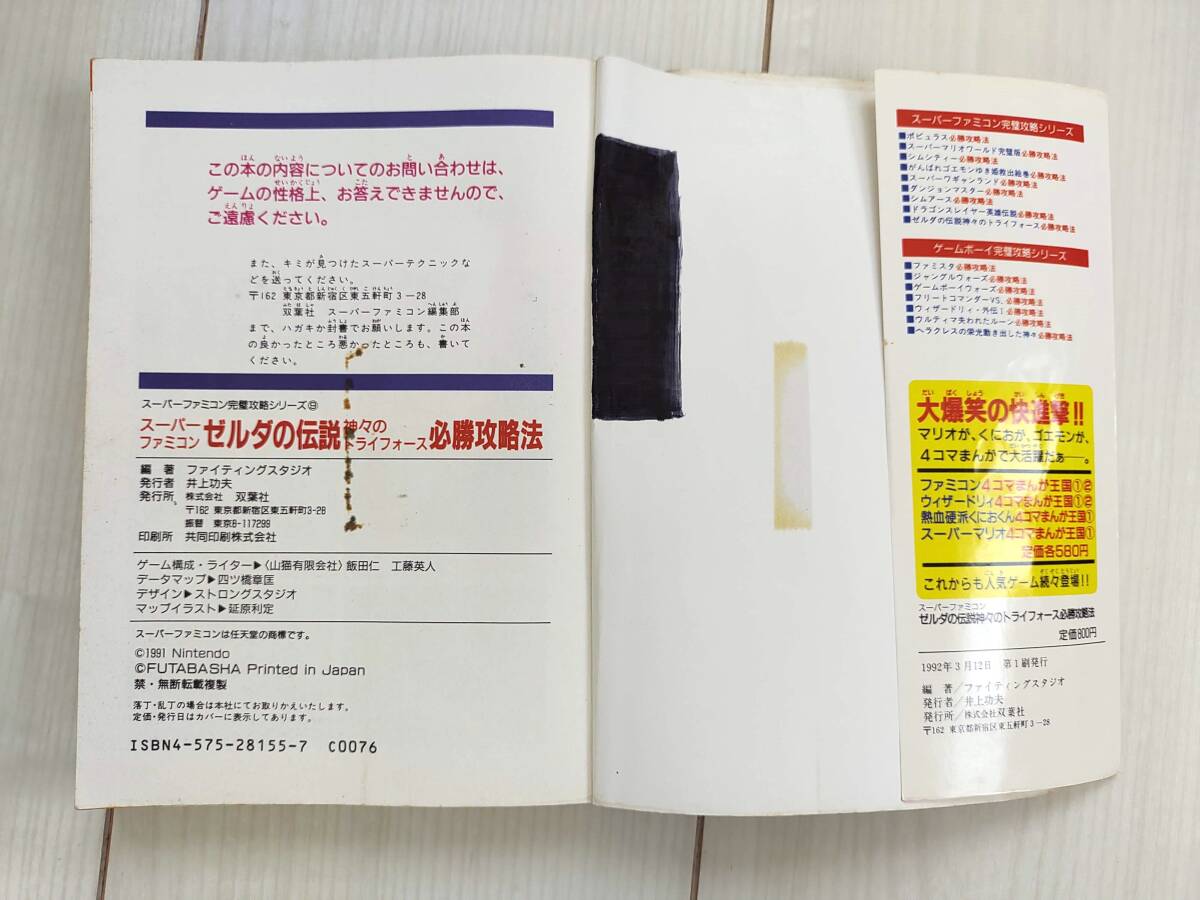 この本の内容についてのお問い合わせは、
ゲームの性格上、お答えできませんので、
ご遠慮ください。
また、キミが見つけたスーパーテクニックな
どを送ってください。
〒162 東京都新宿区東五軒町3-28
双葉社 スーパーファミコン編集部
まで、ハガキか封書でお願いします。この本
の良かったところ悪かったところも、書いて
ください。
スーパーファミコン完璧攻略シリーズ⑨
スーパーファミコン ゼルダの伝説 神々のトライフォース 必勝攻略法
編 著 ファイティングスタジオ
発行者 井上功夫
発行所 株式会社 双葉社
〒162 東京都新宿区東五軒町3-28
振替 東京8-117299
印刷所 共同印刷株式会社
ゲーム構成・ライター▶〈山猫有限会社〉飯田仁 工藤英人
データマップ▶四ツ橋章匡
デザイン▶ストロングスタジオ
マップイラスト▶延原利定
スーパーファミコンは任天堂の商標です。
©1991 Nintendo
©FUTABASHA Printed in Japan
禁・無断転載複製
落丁・乱丁の場合は本社にてお取りかえいたします。
定価・発行日はカバーに表示してあります。
ISBN4-575-28155-7 C0076
スーパーファミコン完璧攻略シリーズ
■ポピュラス必勝攻略法
■スーパーマリオワールド完璧版必勝攻略法
■シムシティー必勝攻略法
■がんばれゴエモンゆき姫救出絵巻必勝攻略法
■スーパーワギャンランド必勝攻略法
■ダンジョンマスター必勝攻略法
■シムアース必勝攻略法
■ドラゴンスレイヤー英雄伝説必勝攻略法
■ゼルダの伝説神々のトライフォース必勝攻略法
ゲームボーイ完璧攻略シリーズ
■ファミスタ必勝攻略法
■ジャングルウォーズ必勝攻略法
■ゲームボーイウォーズ必勝攻略法
■フリートコマンダーVS.必勝攻略法
■ウィザードリィ・外伝Ⅰ必勝攻略法
■ウルティマ失われたルーン必勝攻略法
■ヘラクレスの栄光動き出した神々必勝攻略法
大爆笑の快進撃!!
マリオが、くにおが、ゴエモンが、
4コマまんがで大活躍だぁ──。
ファミコン4コマまんが王国①②
ウィザードリィ4コマまんが王国①②
熱血硬派くにおくん4コマまんが王国①
スーパーマリオ4コマまんが王国①
定価各580円
これからも人気ゲーム続々登場!!
スーパーファミコン
ゼルダの伝説神々のトライフォース必勝攻略法
定価800円
1992年3月12日 第1刷発行
編 著/ファイティングスタジオ
発行者/井上功夫
発行所/株式会社双葉社
〒162 東京都新宿区東五軒町3-28